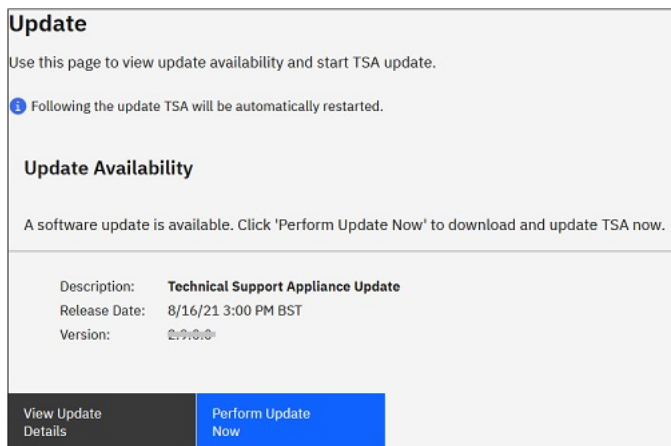 Update
Use this page to view update availability and start TSA update.
i Following the update TSA will be automatically restarted.
Update Availability
A software update is available. Click 'Perform Update Now' to download and update TSA now.
Description: Technical Support Appliance Update
Release Date: 8/16/21 3:00 PM BST
Version:
View Update
Details
Perform Update
Now